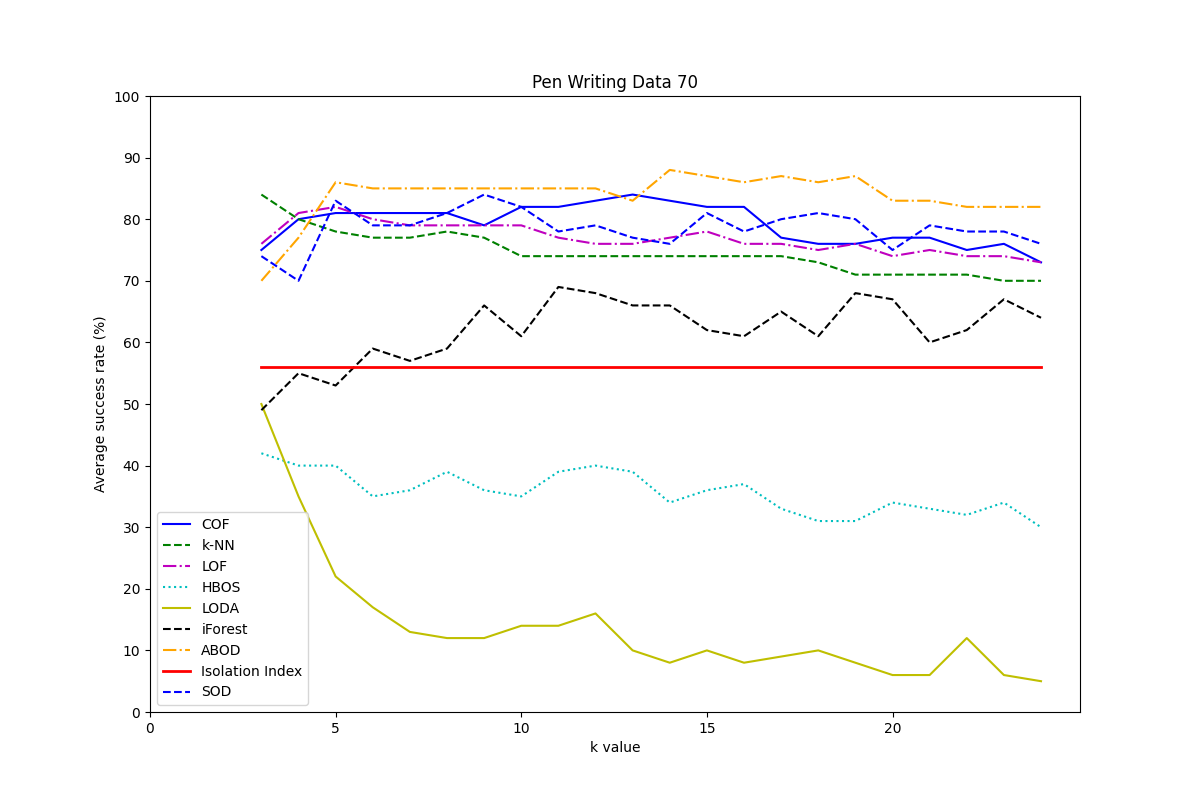 Pen Writing Data 70
100
90
80
70
60
50
40
30
20
10
0
Average success rate (%)
COF
k-NN
LOF
HBOS
LODA
iForest
ABOD
Isolation Index
SOD
0 5 10 15 20
k value